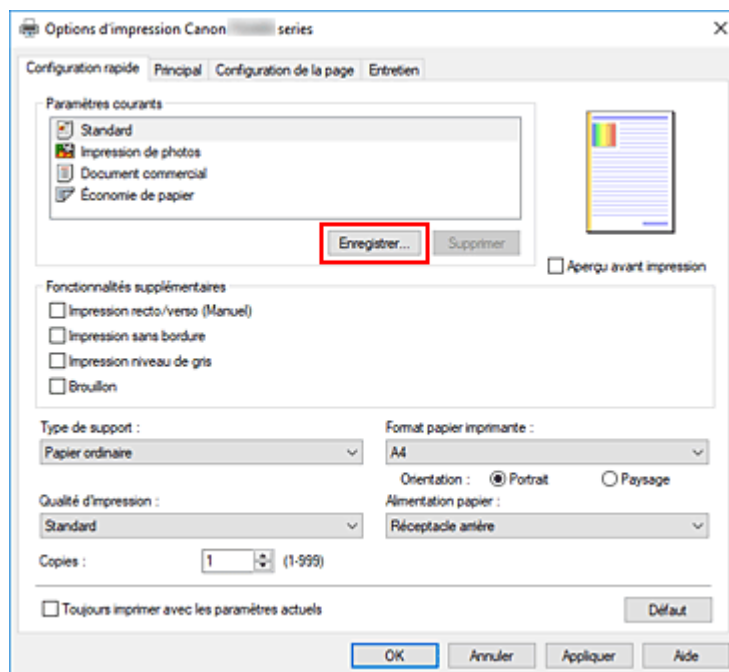 Options d'impression Canon series
Configuration rapide Principal Configuration de la page Entretien
Paramètres courants
Standard
Impression de photos
Document commercial
Économie de papier
Enregistrer... Supprimer
Aperçu avant impression
Fonctionnalités supplémentaires
Impression recto/verso (Manuel)
Impression sans bordure
Impression niveau de gris
Brouillon
Type de support : Format papier imprimante :
Papier ordinaire A4
Orientation : Portrait Paysage
Qualité d'impression : Alimentation papier :
Standard Réceptacle arrière
Copies : 1 (1-999)
Toujours imprimer avec les paramètres actuels Défaut
OK Annuler Appliquer Aide